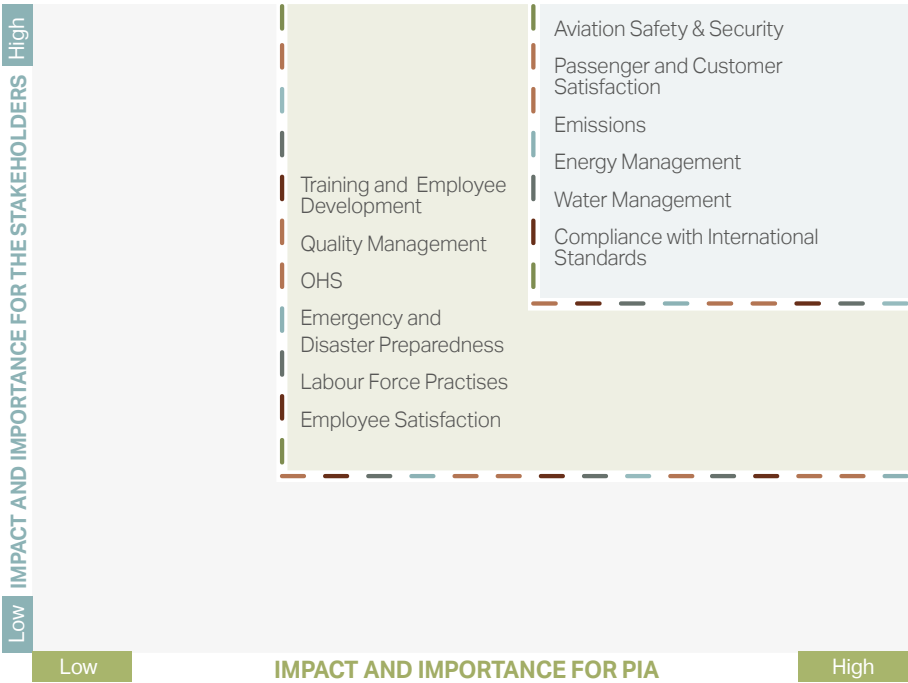 High
IMPACT AND IMPORTANCE FOR THE STAKEHOLDERS
Low
Aviation Safety & Security
Passenger and Customer
Satisfaction
Emissions
Energy Management
Water Management
Compliance with International
Standards
Training and Employee
Development
Quality Management
OHS
Emergency and
Disaster Preparedness
Labour Force Practises
Employee Satisfaction
Low
IMPACT AND IMPORTANCE FOR PIA
High